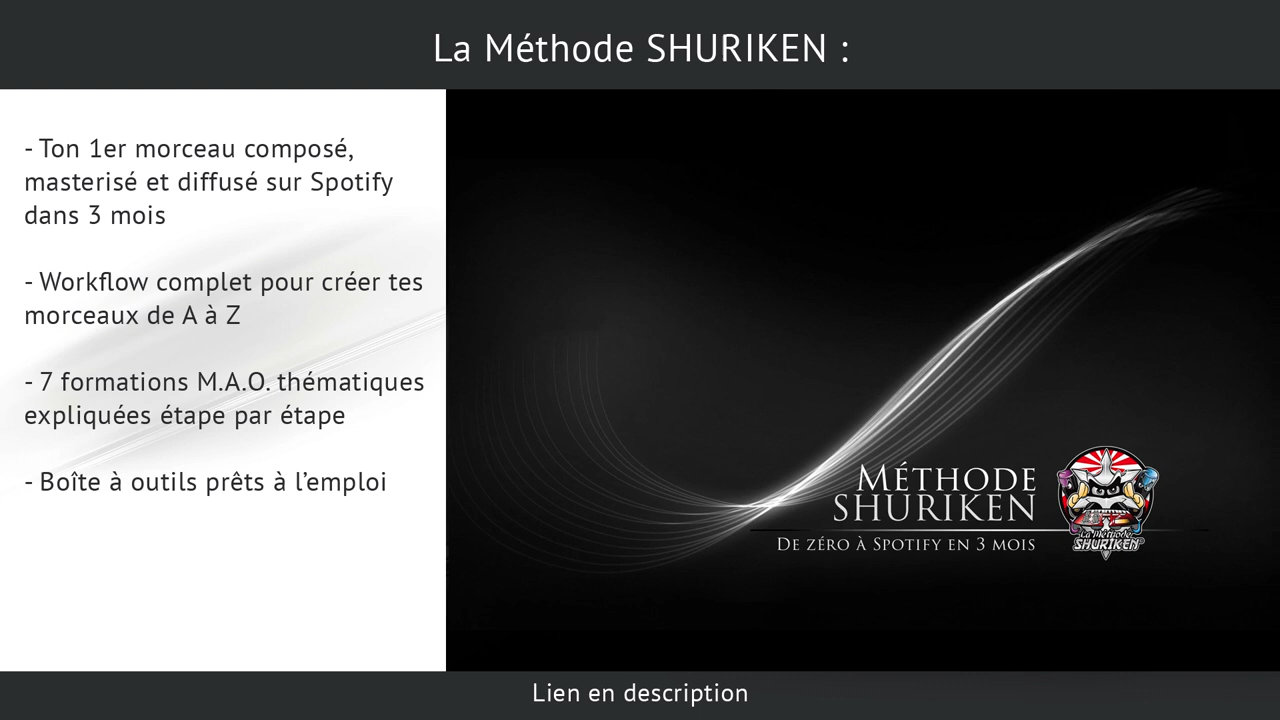 La Méthode SHURIKEN :
- Ton 1er morceau composé,
masterisé et diffusé sur Spotify
dans 3 mois
- Workflow complet pour créer tes
morceaux de A à Z
- 7 formations M.A.O. thématiques
expliquées étape par étape
- Boîte à outils prêts à l’emploi
MÉTHODE
SHURIKEN
DE ZÉRO À SPOTIFY EN 3 MOIS
La Méthode
SHURIKEN
Lien en description